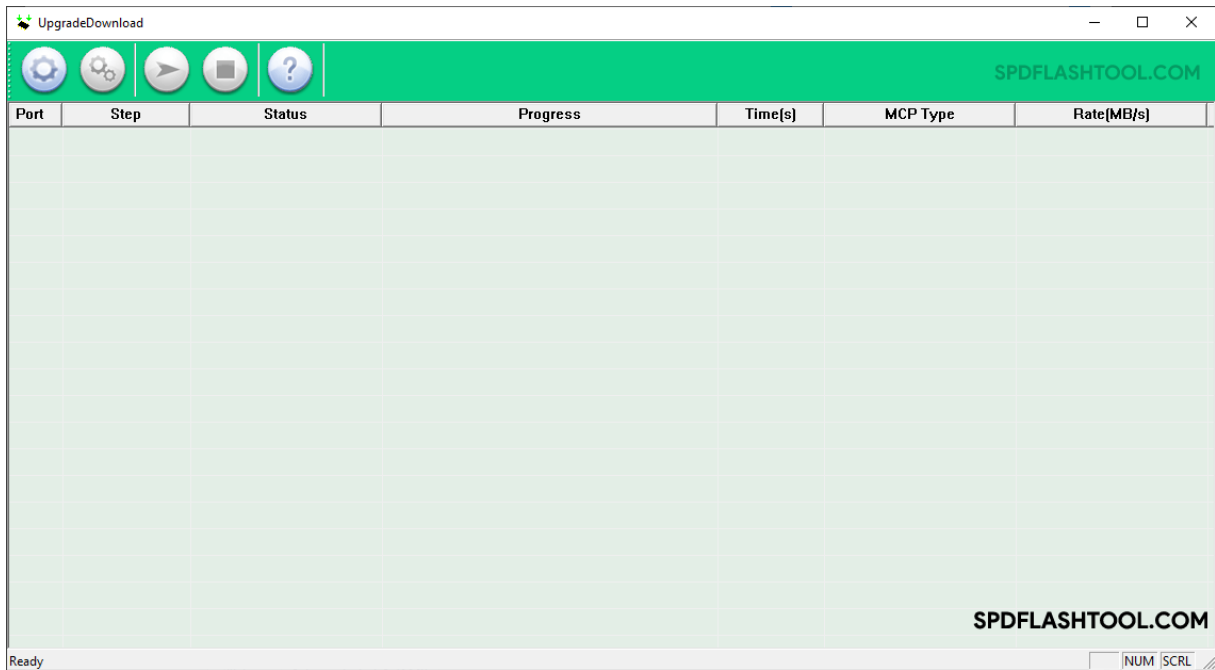 UpgradeDownload
?
SPDFLASHTOOL.COM
Port Step Status Progress Time(s) MCP Type Rate(MB/s)
SPDFLASHTOOL.COM
Ready NUM SCRL